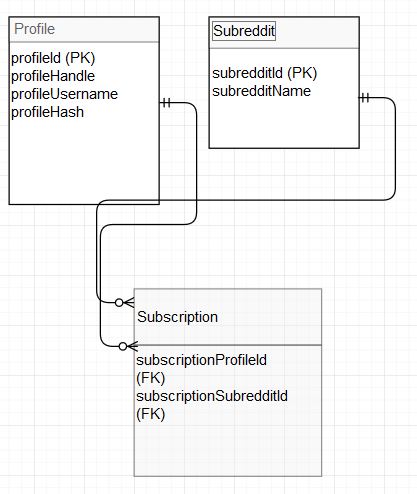 Profile
profileId (PK)
profileHandle
profileUsername
profileHash
Subreddit
subredditId (PK)
subredditName
Subscription
subscriptionProfileId
(FK)
subscriptionSubredditId
(FK)